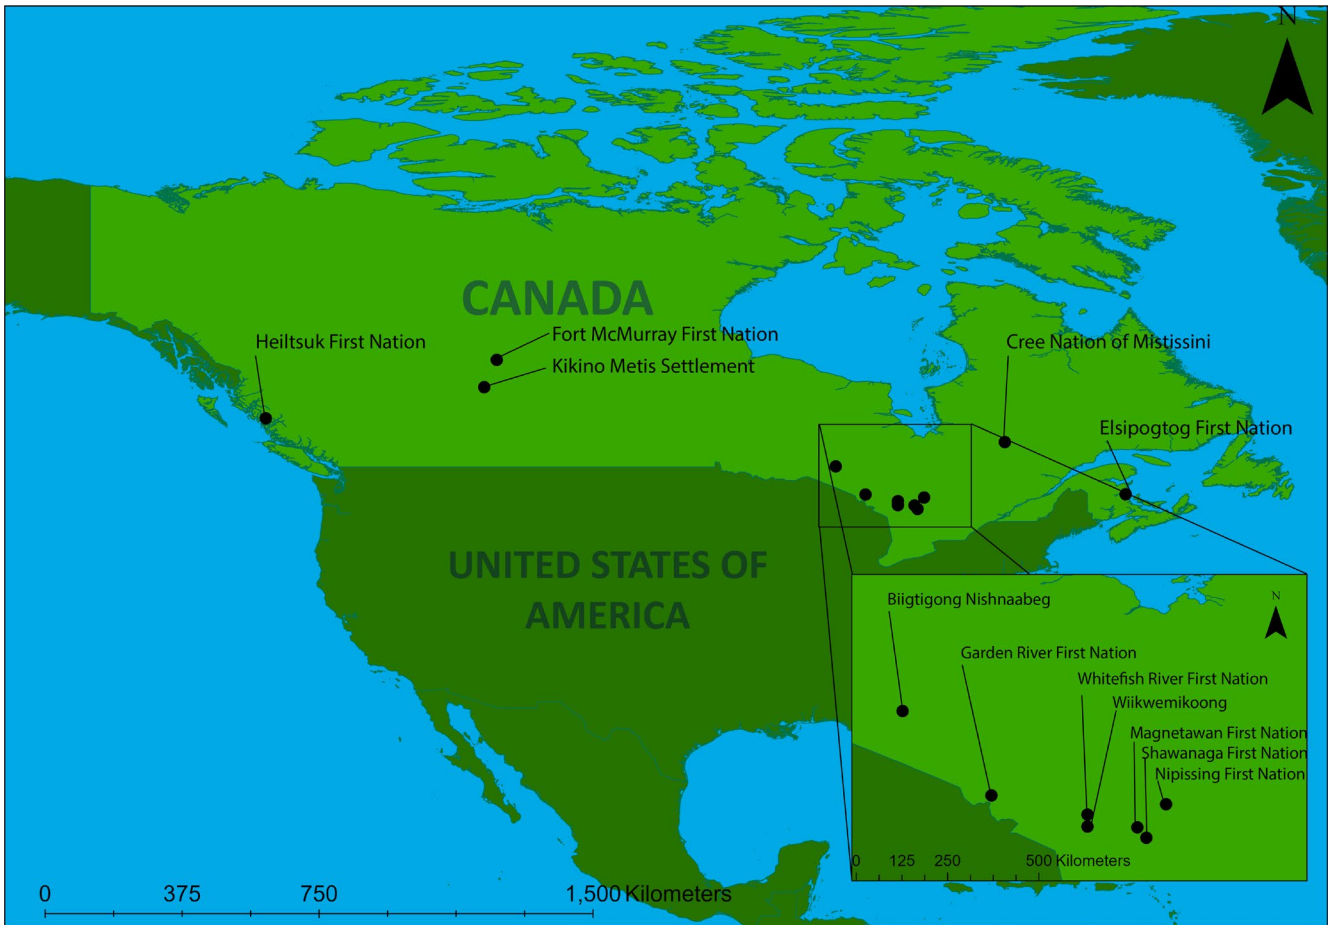 N
CANADA
Heiltsuk First Nation
Fort McMurray First Nation
Kikino Metis Settlement
Cree Nation of Mistissini
Elsipogtog First Nation
UNITED STATES OF
AMERICA
Biigtigong Nishnaabeg
N
Garden River First Nation
Whitefish River First Nation
Wiikwemikoong
Magnetawan First Nation
Shawanaga First Nation
Nipissing First Nation
0 125 250 500 Kilometers
0 375 750 1,500 Kilometers